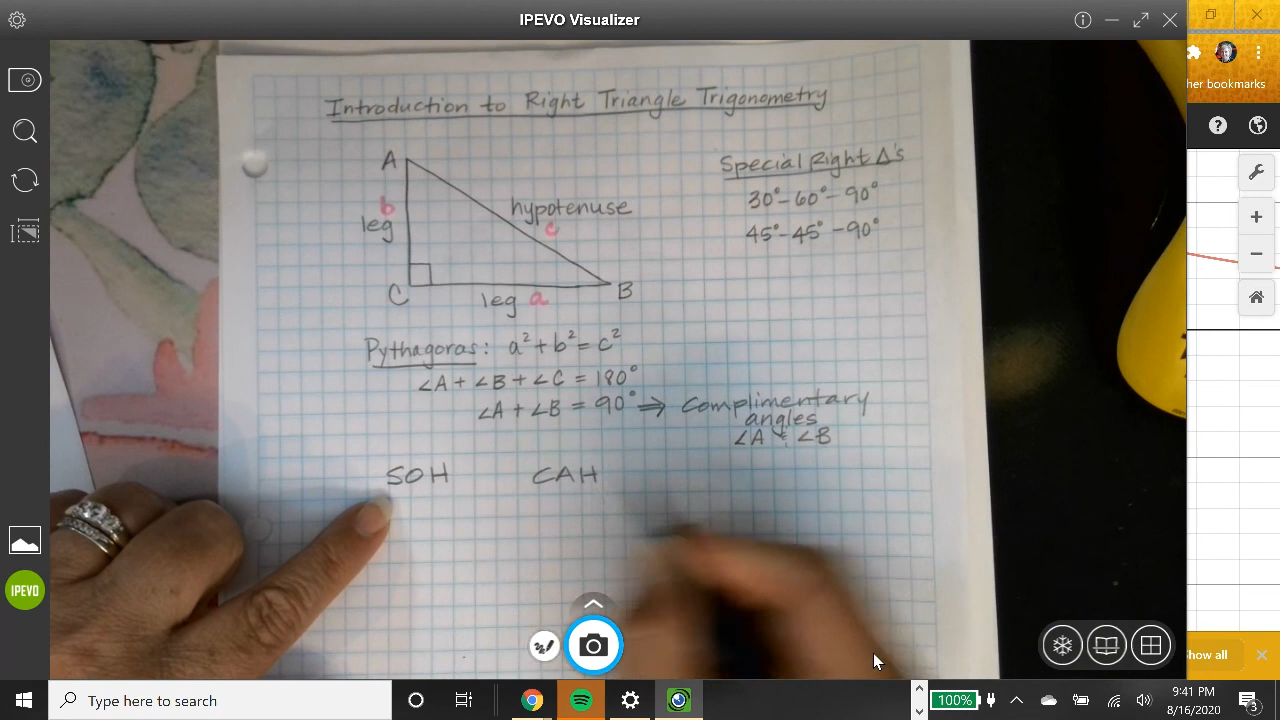 IPEVO Visualizer
her bookmarks
Introduction to Right Triangle Trigonometry
A
Special Right Δ's
b
leg
hypotenuse
c
30°-60°-90°
45°-45°-90°
C
leg a
B
Pythagoras: a²+b²=c²
∠A+∠B+∠C=180°
∠A+∠B=90° ⇒ Complimentary
angles
∠A & ∠B
SOH CAH
IPEVO
how all
Type here to search
100%
9:41 PM
8/16/2020
3